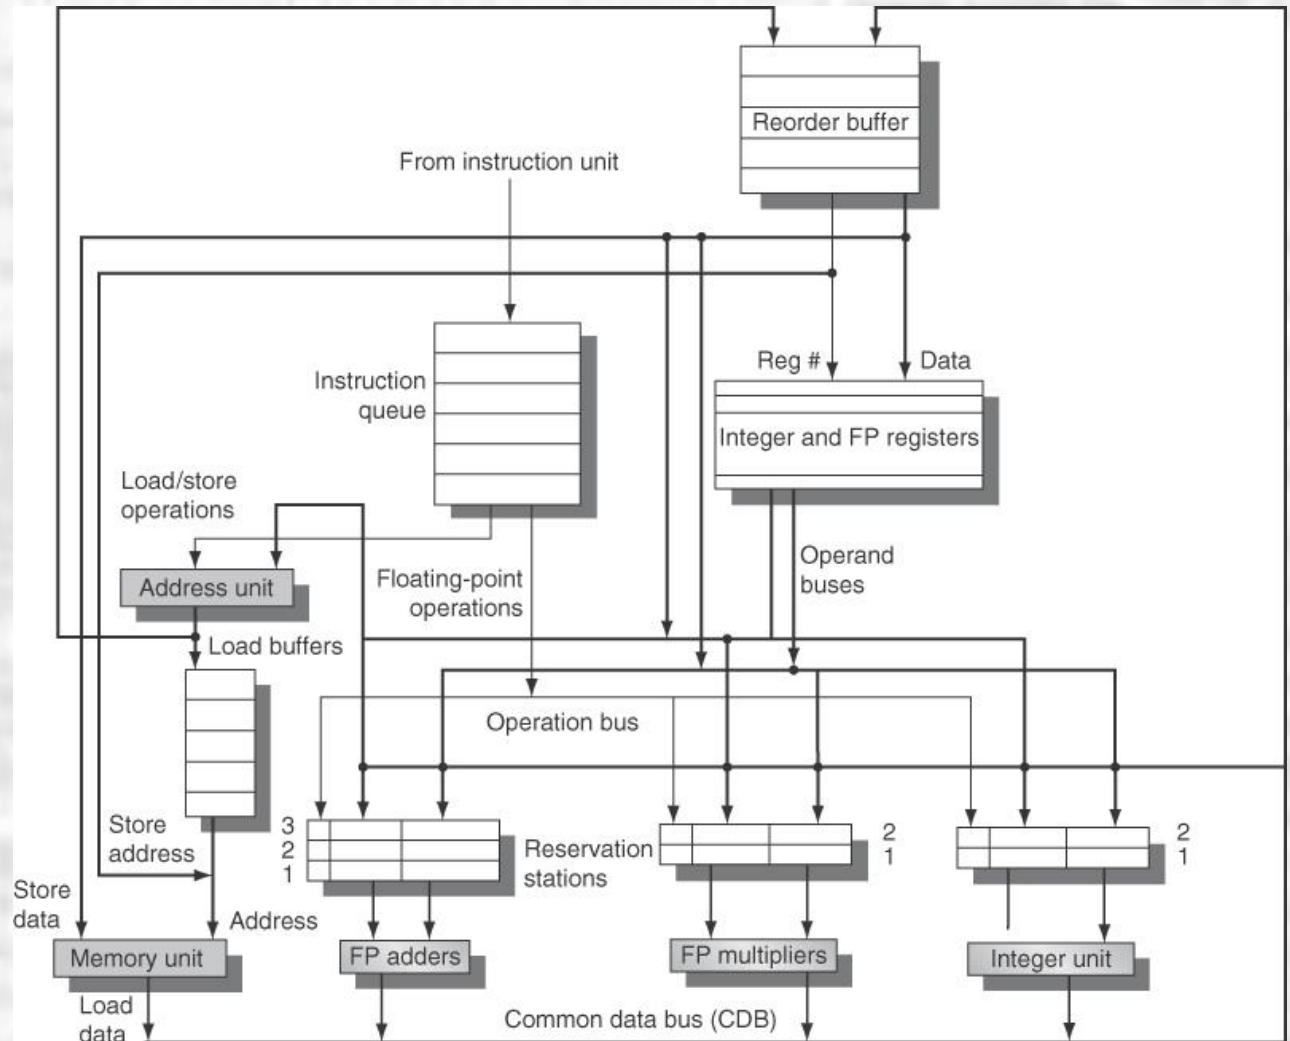 Reorder buffer
From instruction unit
Reg #
Data
Instruction
queue
Integer and FP registers
Load/store
operations
Operand
buses
Address unit
Floating-point
operations
Load buffers
Operation bus
Store
address
3
2
1
Reservation
stations
2
1
2
1
Store
data
Address
Memory unit
FP adders
FP multipliers
Integer unit
Load
data
Common data bus (CDB)